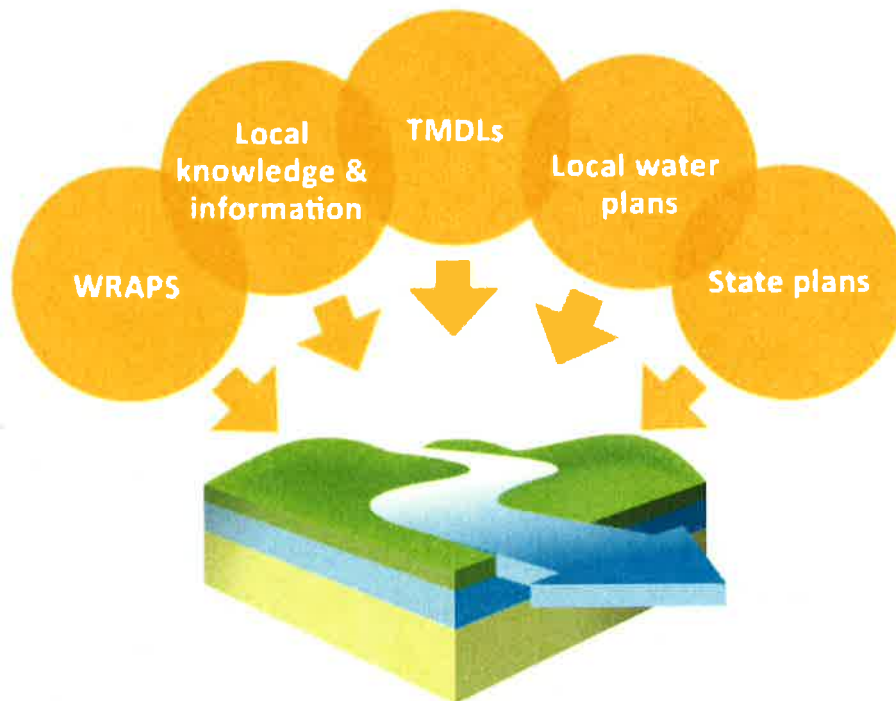 WRAPS
Local
knowledge &
information
TMDLs
Local water
plans
State plans